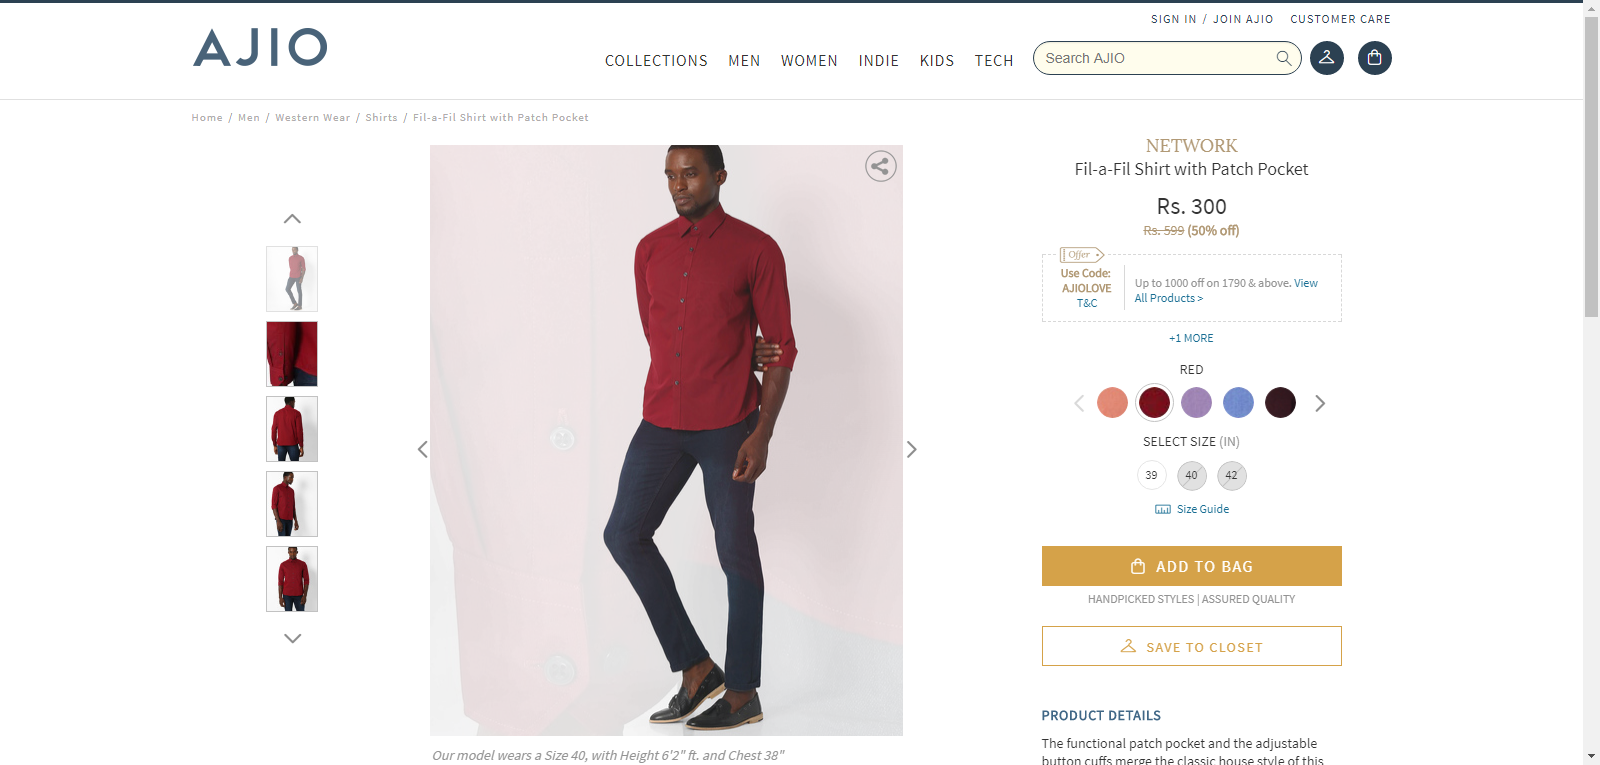 SIGN IN / JOIN AJIO CUSTOMER CARE
AJIO
COLLECTIONS MEN WOMEN INDIE KIDS TECH Search AJIO
Home / Men / Western Wear / Shirts / Fil-a-Fil Shirt with Patch Pocket
NETWORK
Fil-a-Fil Shirt with Patch Pocket
Rs. 300
Rs. 599 (50% off)
Offer
Use Code:
AJIOLOVE
T&C
Up to 1000 off on 1790 & above. View
All Products >
+1 MORE
RED
SELECT SIZE (IN)
39 40 42
Size Guide
ADD TO BAG
HANDPICKED STYLES | ASSURED QUALITY
SAVE TO CLOSET
PRODUCT DETAILS
The functional patch pocket and the adjustable
button cuffs merge the classic house style of this
Our model wears a Size 40, with Height 6'2" ft. and Chest 38"